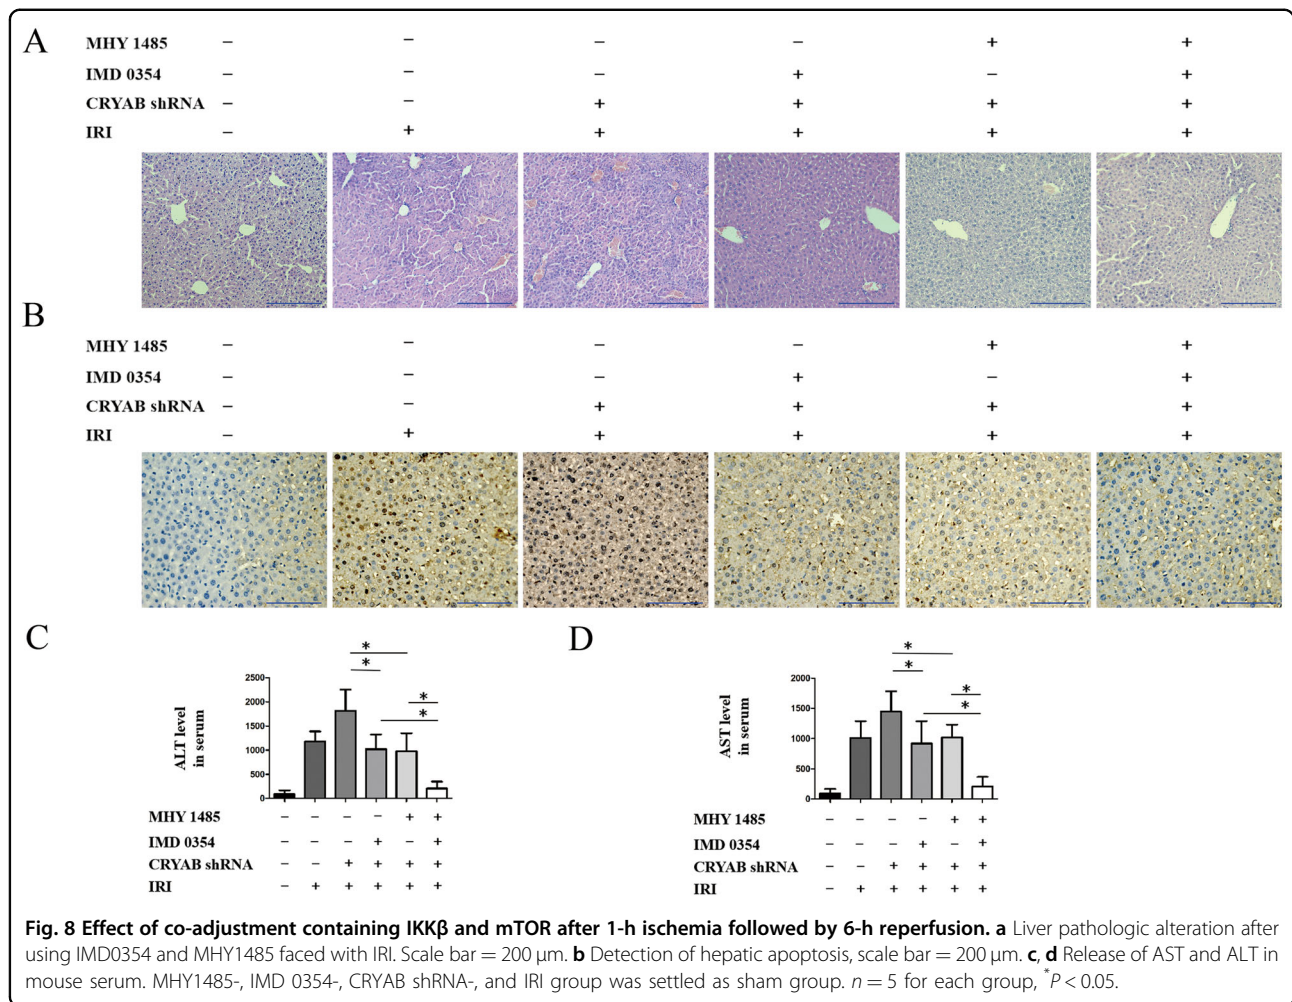 A
MHY 1485 – – – – + +
IMD 0354 – – – + – +
CRYAB shRNA – – + + + +
IRI – + + + + +
B
MHY 1485 – – – – + +
IMD 0354 – – – + – +
CRYAB shRNA – – + + + +
IRI – + + + + +
C
ALT level
in serum
2500
2000
1500
1000
500
0
* * * *
MHY 1485 – – – – + +
IMD 0354 – – – + – +
CRYAB shRNA – – + + + +
IRI – + + + + +
D
AST level
in serum
2000
1500
1000
500
0
* * * *
MHY 1485 – – – – + +
IMD 0354 – – – + – +
CRYAB shRNA – – + + + +
IRI – + + + + +
Fig. 8 Effect of co-adjustment containing IKKβ and mTOR after 1-h ischemia followed by 6-h reperfusion. a Liver pathologic alteration after
using IMD0354 and MHY1485 faced with IRI. Scale bar = 200 μm. b Detection of hepatic apoptosis, scale bar = 200 μm. c, d Release of AST and ALT in
mouse serum. MHY1485-, IMD 0354-, CRYAB shRNA-, and IRI group was settled as sham group. n = 5 for each group, *P < 0.05.